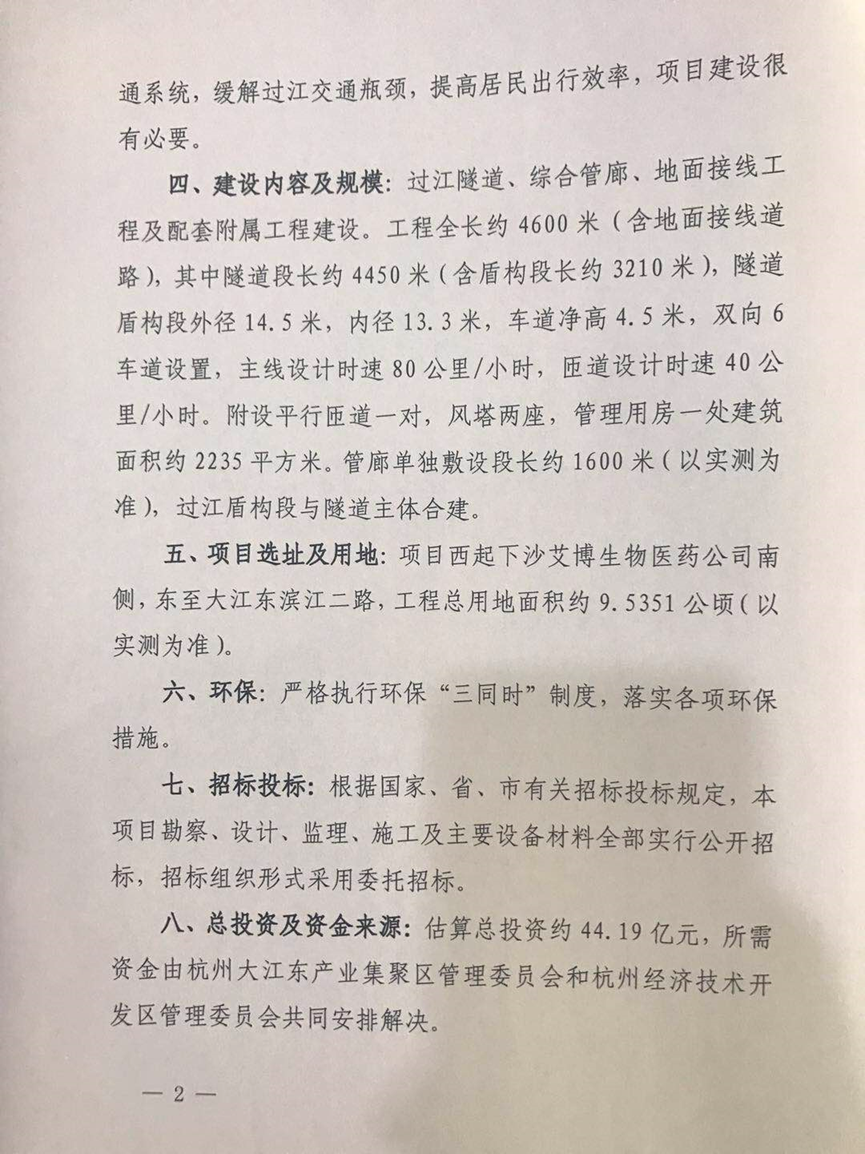 通系统，缓解过江交通瓶颈，提高居民出行效率，项目建设很
有必要。
四、建设内容及规模：过江隧道、综合管廊、地面接线工
程及配套附属工程建设。工程全长约 4600 米（含地面接线道
路），其中隧道段长约 4450 米（含盾构段长约 3210 米），隧道
盾构段外径 14.5 米，内径 13.3 米，车道净高 4.5 米，双向 6
车道设置，主线设计时速 80 公里/小时，匝道设计时速 40 公
里/小时。附设平行匝道一对，风塔两座，管理用房一处建筑
面积约 2235 平方米。管廊单独敷设段长约 1600 米（以实测为
准），过江盾构段与隧道主体合建。
五、项目选址及用地：项目西起下沙艾博生物医药公司南
侧，东至大江东滨江二路，工程总用地面积约 9.5351 公顷（以
实测为准）。
六、环保：严格执行环保“三同时”制度，落实各项环保
措施。
七、招标投标：根据国家、省、市有关招标投标规定，本
项目勘察、设计、监理、施工及主要设备材料全部实行公开招
标，招标组织形式采用委托招标。
八、总投资及资金来源：估算总投资约 44.19 亿元，所需
资金由杭州大江东产业集聚区管理委员会和杭州经济技术开
发区管理委员会共同安排解决。
— 2 —